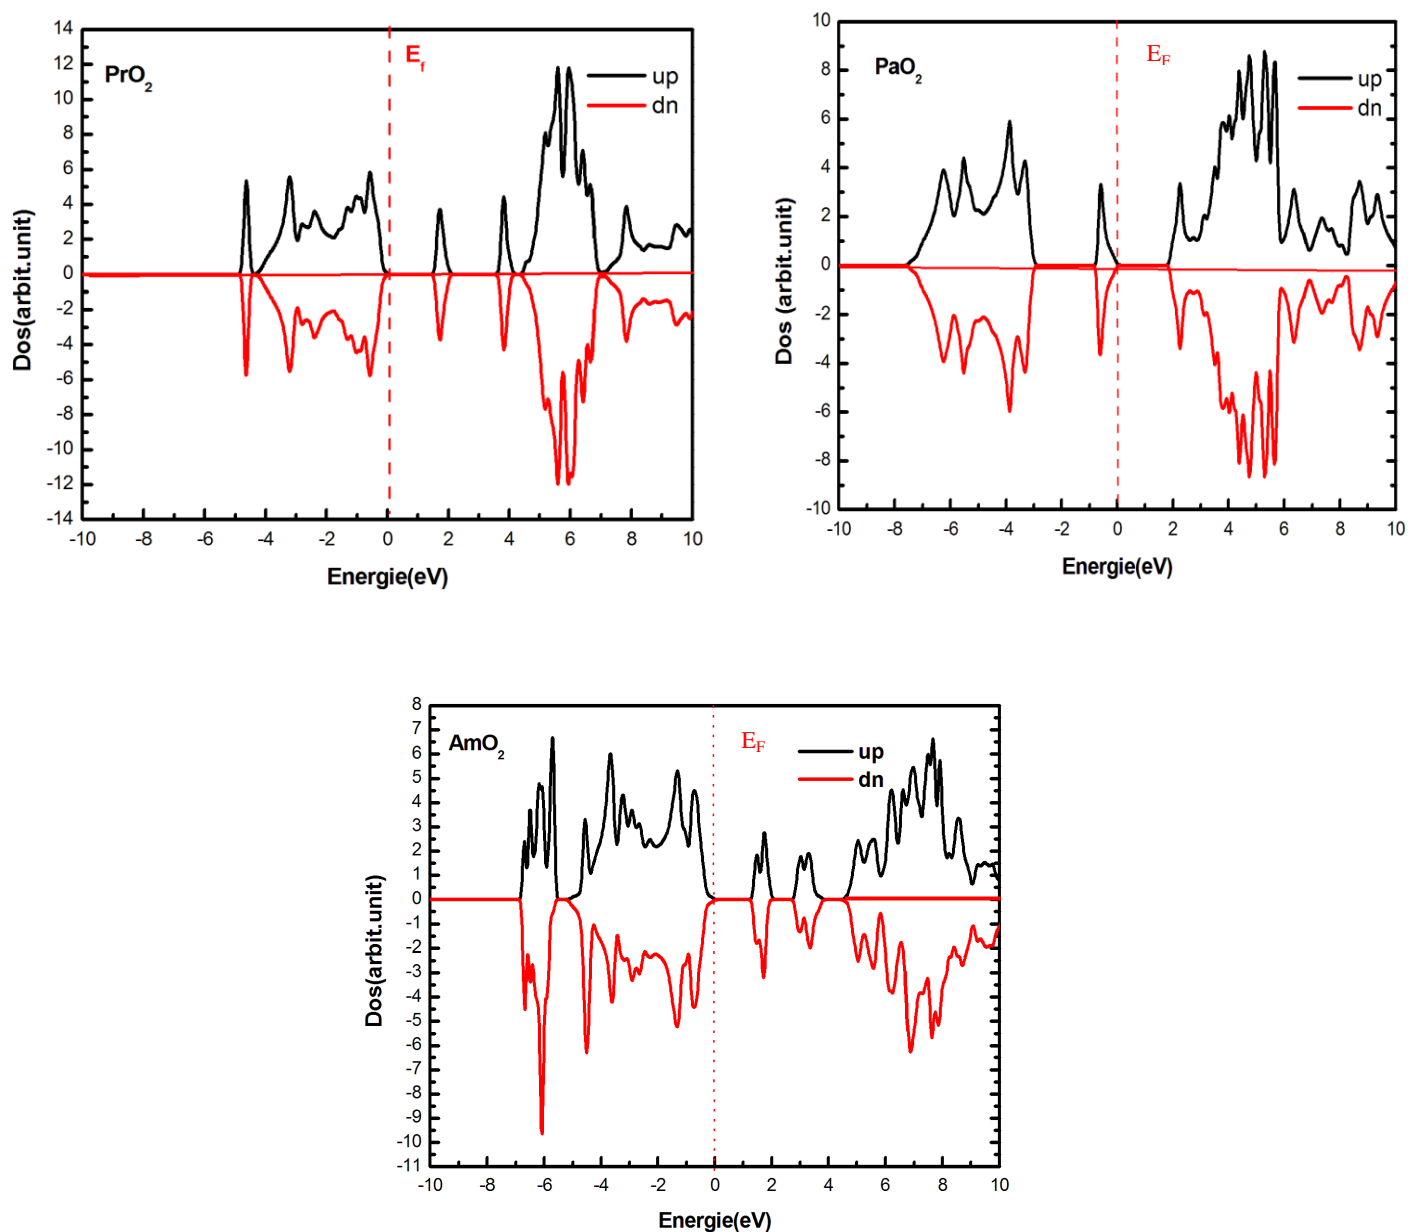 14
12
10
8
6
4
2
0
-2
-4
-6
-8
-10
-12
-14
Dos(arbit.unit)
PrO2
Ef
up
dn
-10 -8 -6 -4 -2 0 2 4 6 8 10
Energie(eV)
10
8
6
4
2
0
-2
-4
-6
-8
-10
Dos (arbit.unit)
PaO2
EF
up
dn
-10 -8 -6 -4 -2 0 2 4 6 8 10
Energie(eV)
8
7
6
5
4
3
2
1
0
-1
-2
-3
-4
-5
-6
-7
-8
-9
-10
-11
Dos(arbit.unit)
AmO2
EF
up
dn
-10 -8 -6 -4 -2 0 2 4 6 8 10
Energie(eV)